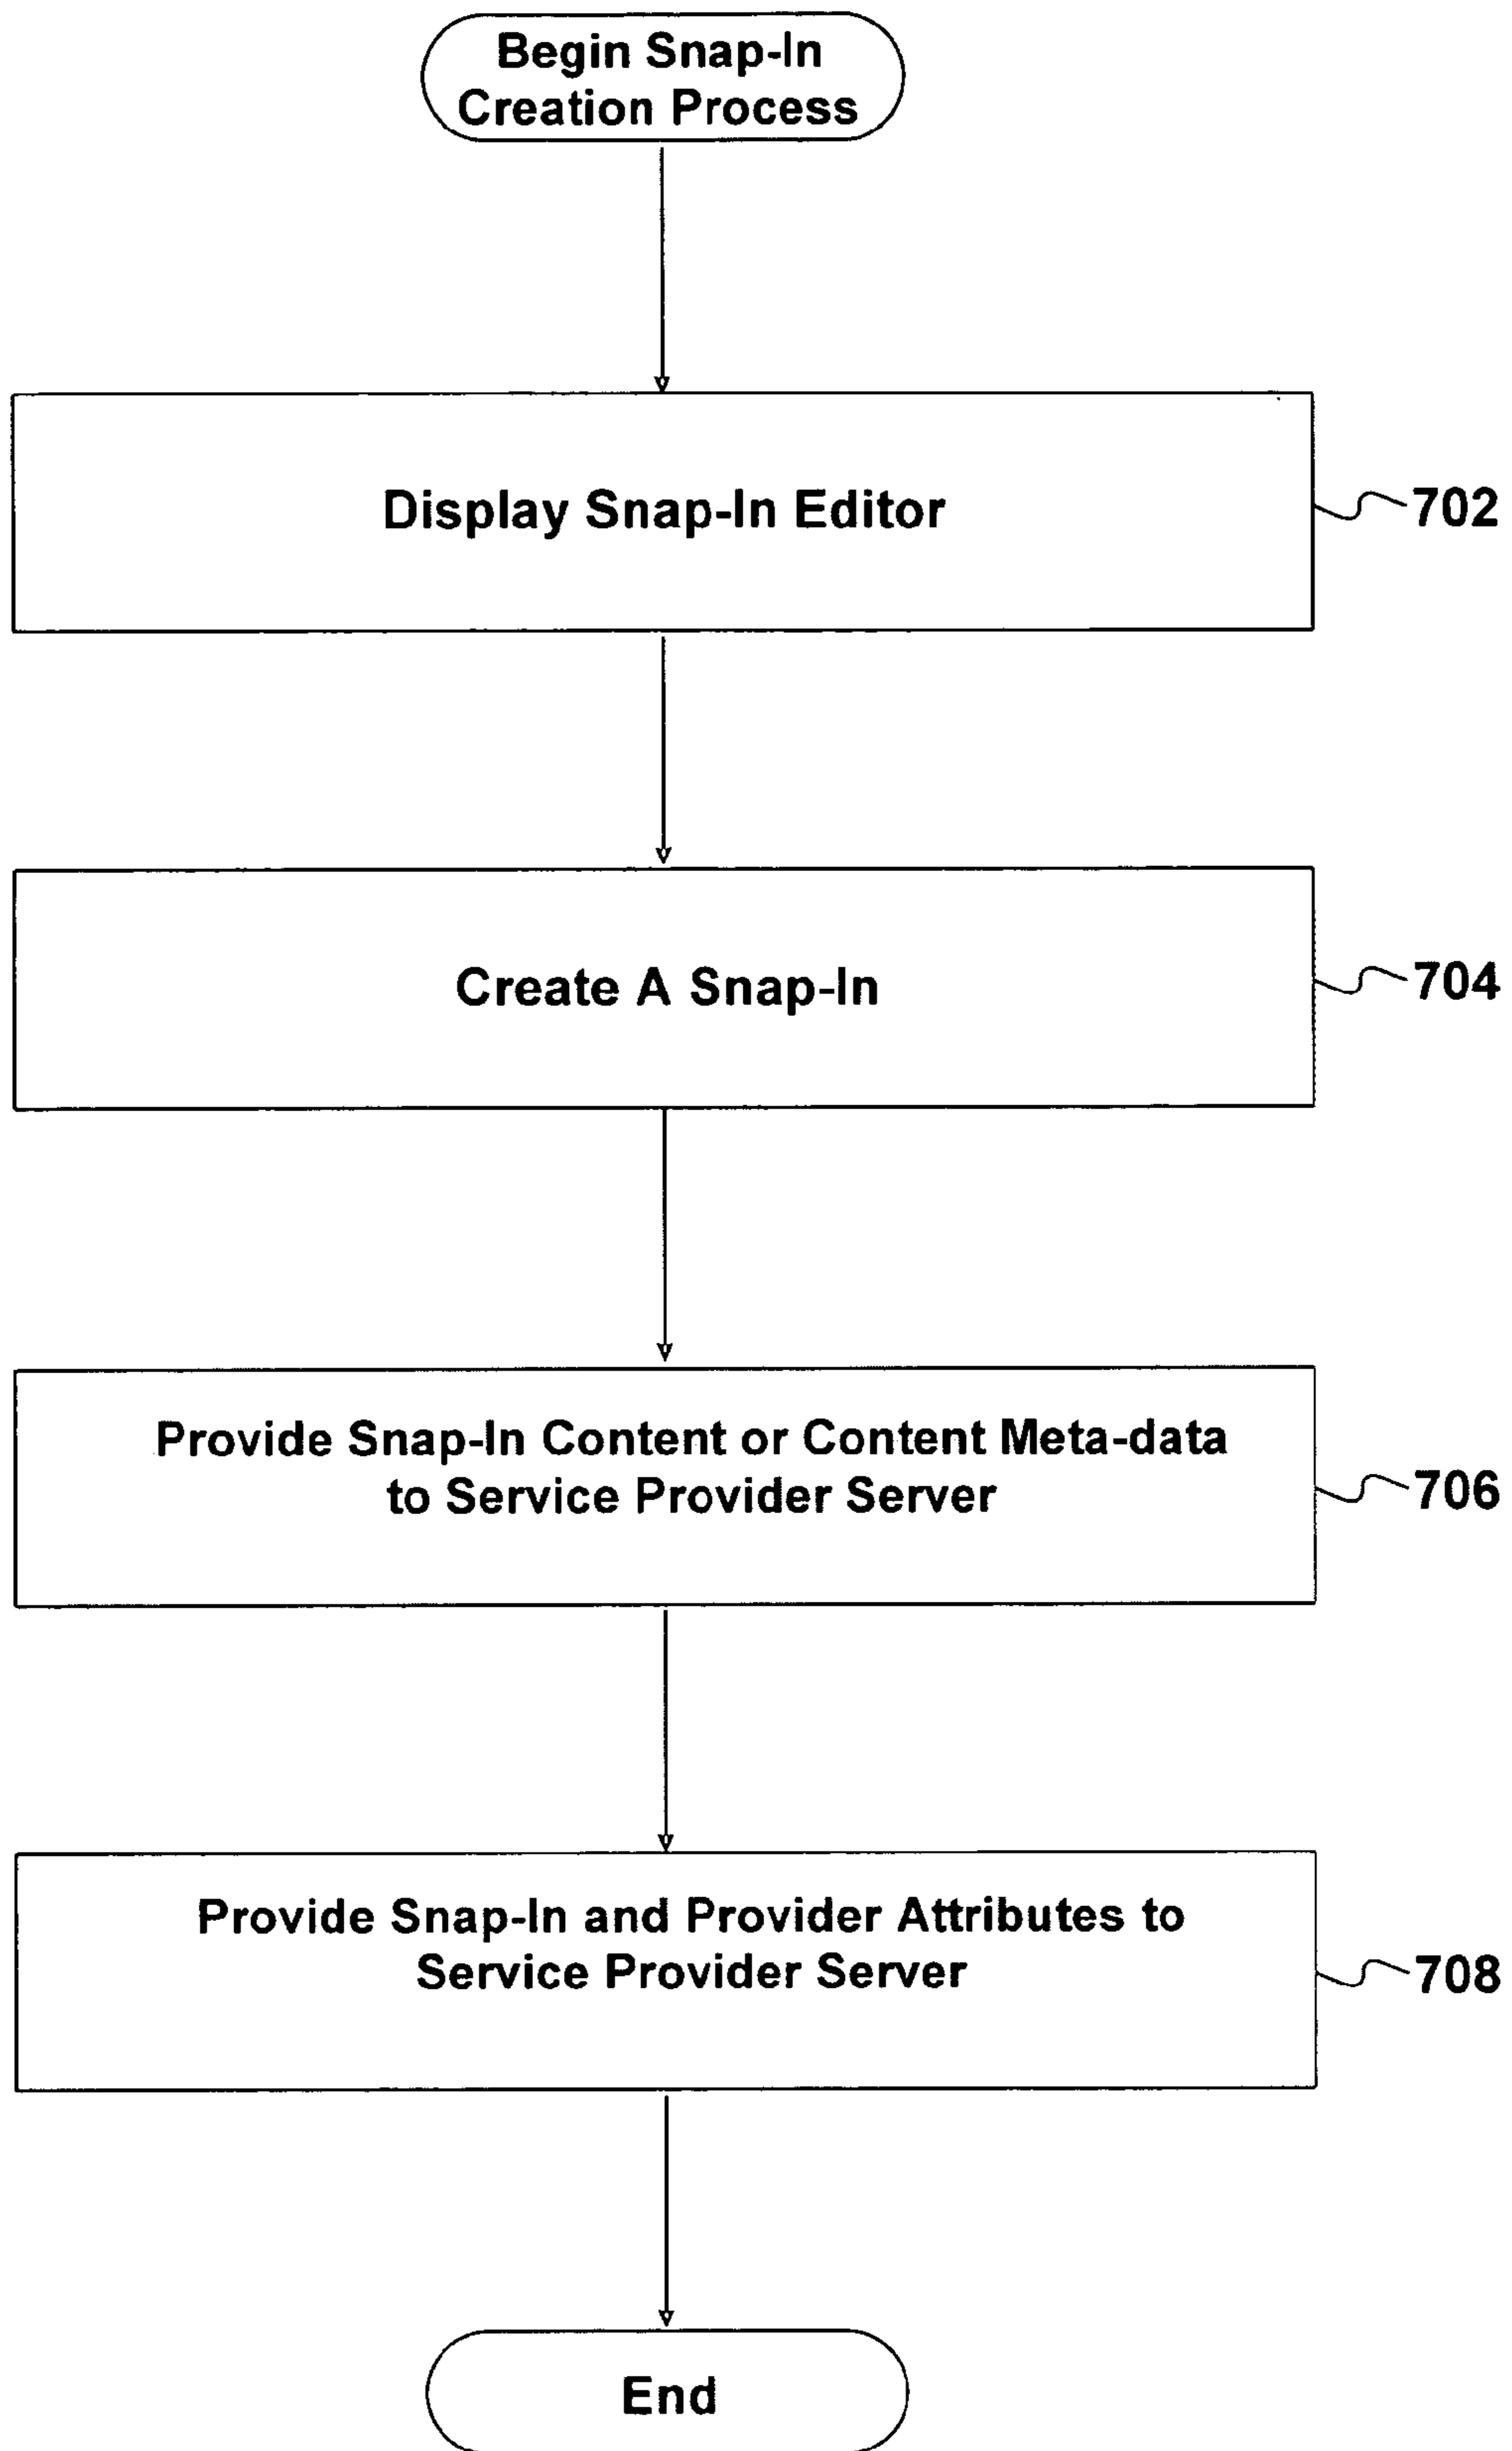 Begin Snap-In
Creation Process
Display Snap-In Editor
702
Create A Snap-In
704
Provide Snap-In Content or Content Meta-data
to Service Provider Server
706
Provide Snap-In and Provider Attributes to
Service Provider Server
708
End